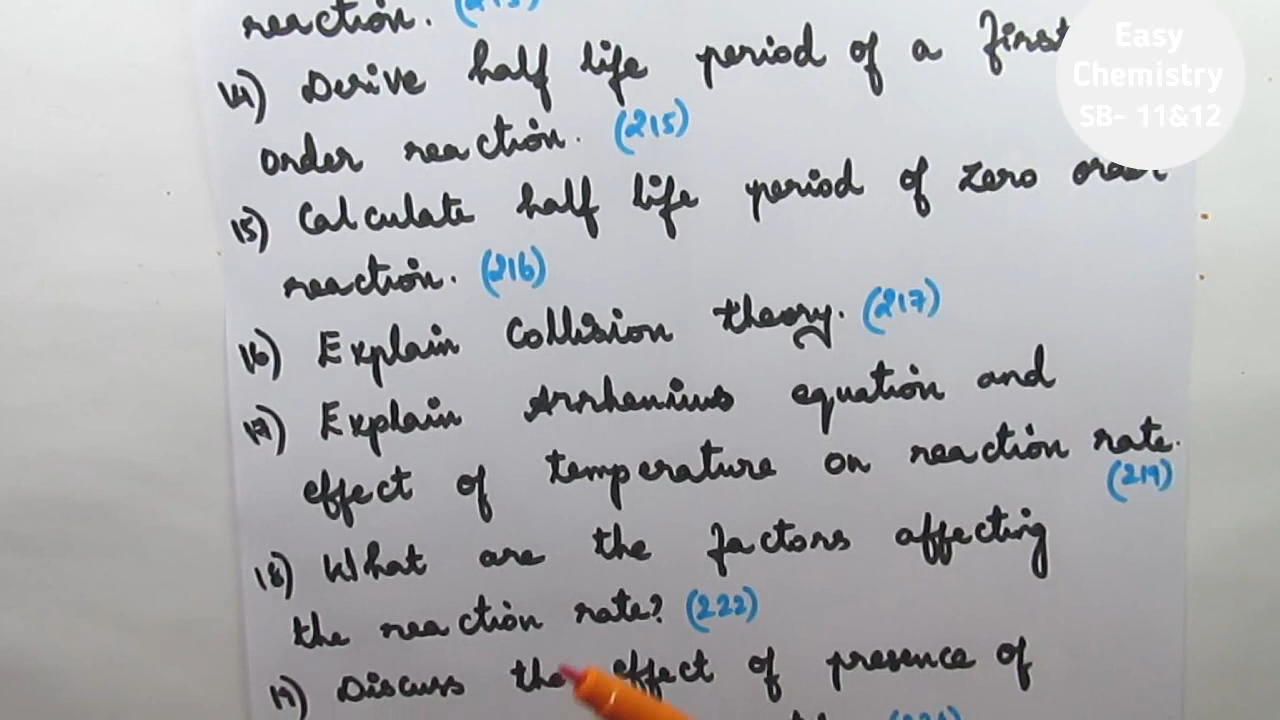 reaction.
14) Derive half life period of a first
order reaction. (215)
15) Calculate half life period of zero order
reaction. (216)
16) Explain Collision theory. (217)
17) Explain Arrhenius equation and
effect of temperature on reaction rate.
(219)
18) What are the factors affecting
the reaction rate? (222)
19) Discuss the effect of presence of
Easy
Chemistry
SB- 11&12